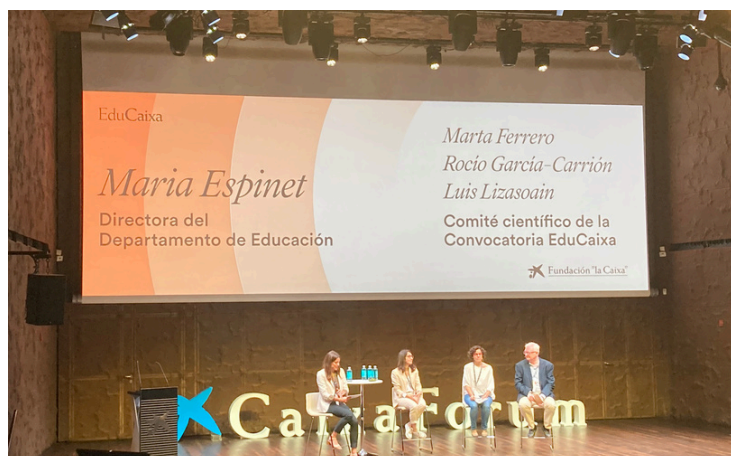 EduCaixa
Maria Espinet
Directora del
Departamento de Educación
Marta Ferrero
Rocío García-Carrión
Luis Lizasoain
Comité científico de la
Convocatoria EduCaixa
Fundación "la Caixa"
CaixaForum